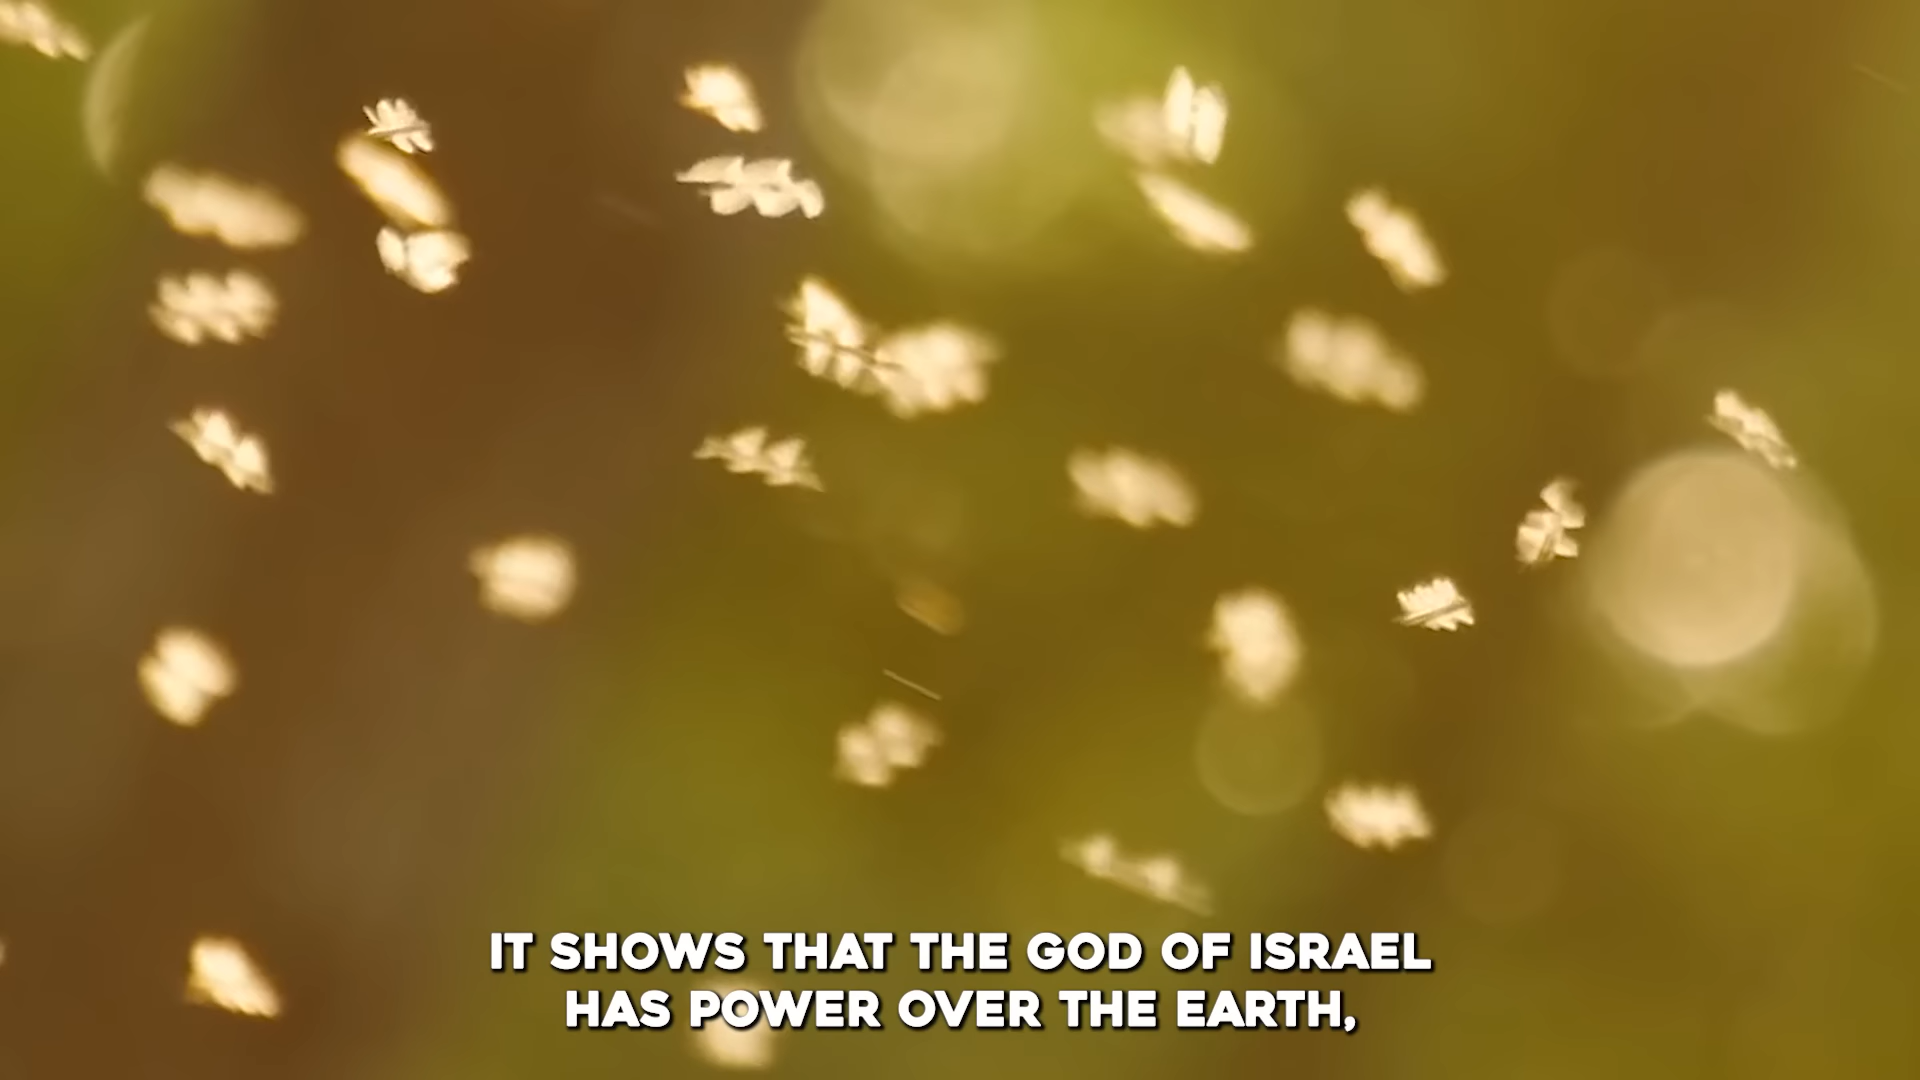 IT SHOWS THAT THE GOD OF ISRAEL
HAS POWER OVER THE EARTH,